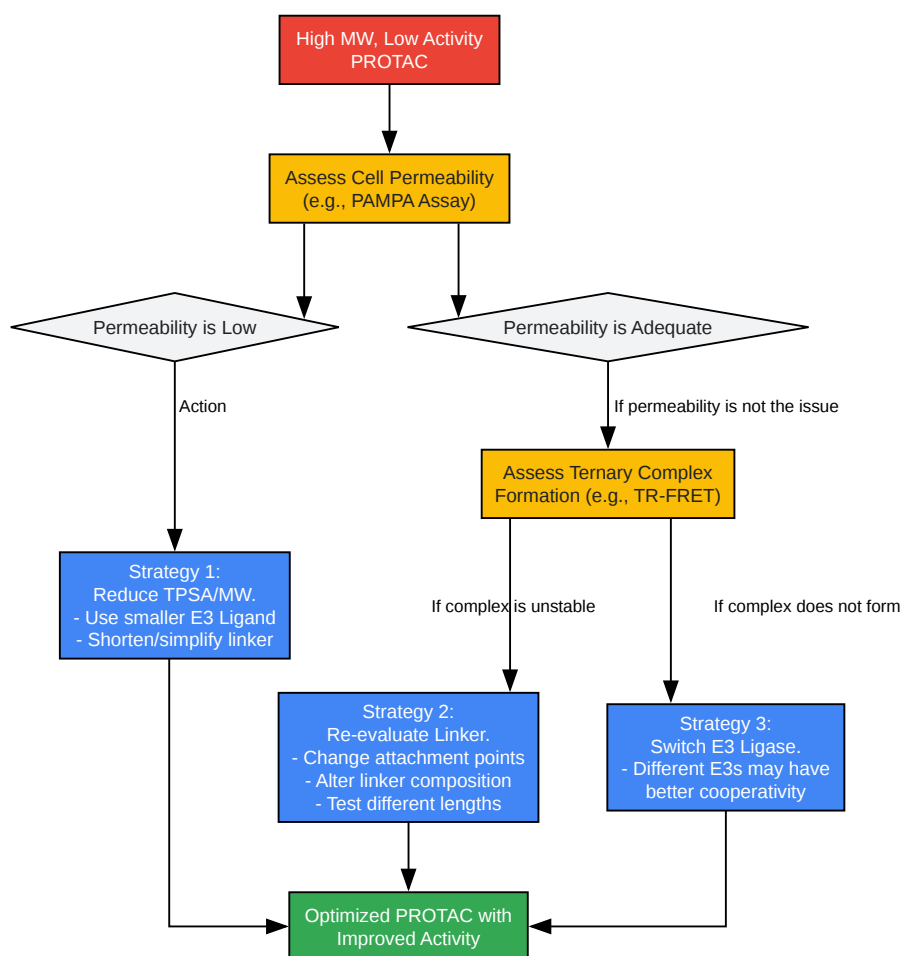 High MW, Low Activity
PROTAC
Assess Cell Permeability
(e.g., PAMPA Assay)
Permeability is Low
Permeability is Adequate
Action
If permeability is not the issue
Assess Ternary Complex
Formation (e.g., TR-FRET)
Strategy 1:
Reduce TPSA/MW.
- Use smaller E3 Ligand
- Shorten/simplify linker
If complex is unstable
If complex does not form
Strategy 2:
Re-evaluate Linker.
- Change attachment points
- Alter linker composition
- Test different lengths
Strategy 3:
Switch E3 Ligase.
- Different E3s may have
better cooperativity
Optimized PROTAC with
Improved Activity